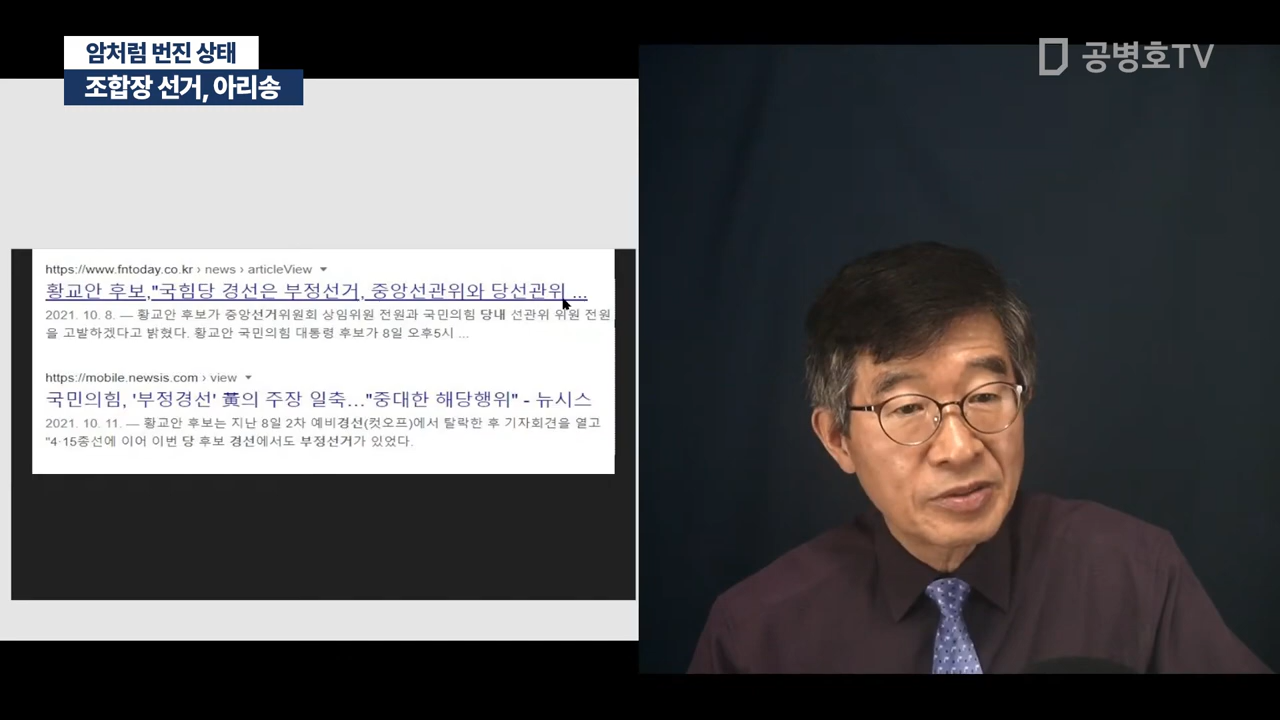 암처럼 번진 상태
조합장 선거, 아리송
공병호TV
https://www.fntoday.co.kr › news › articleView
황교안 후보,"국힘당 경선은 부정선거, 중앙선관위와 당선관위 ...
2021. 10. 8. — 황교안 후보가 중앙선거위원회 상임위원 전원과 국민의힘 당내 선관위 위원 전원
을 고발하겠다고 밝혔다. 황교안 국민의힘 대통령 후보가 8일 오후5시 ...
https://mobile.newsis.com › view
국민의힘, '부정경선' 黃의 주장 일축..."중대한 해당행위" - 뉴시스
2021. 10. 11. — 황교안 후보는 지난 8일 2차 예비경선(컷오프)에서 탈락한 후 기자회견을 열고
"4·15총선에 이어 이번 당 후보 경선에서도 부정선거가 있었다.